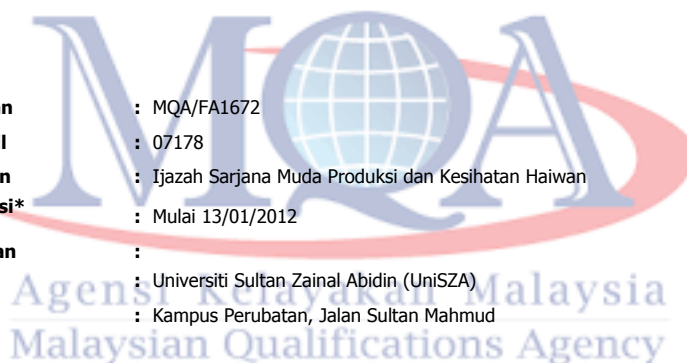 MQA
an : MQA/FA1672
l : 07178
n : Ijazah Sarjana Muda Produksi dan Kesihatan Haiwan
si* : Mulai 13/01/2012
an :
: Universiti Sultan Zainal Abidin (UniSZA)
: Kampus Perubatan, Jalan Sultan Mahmud
Agensi Kelayakan Malaysia
Malaysian Qualifications Agency